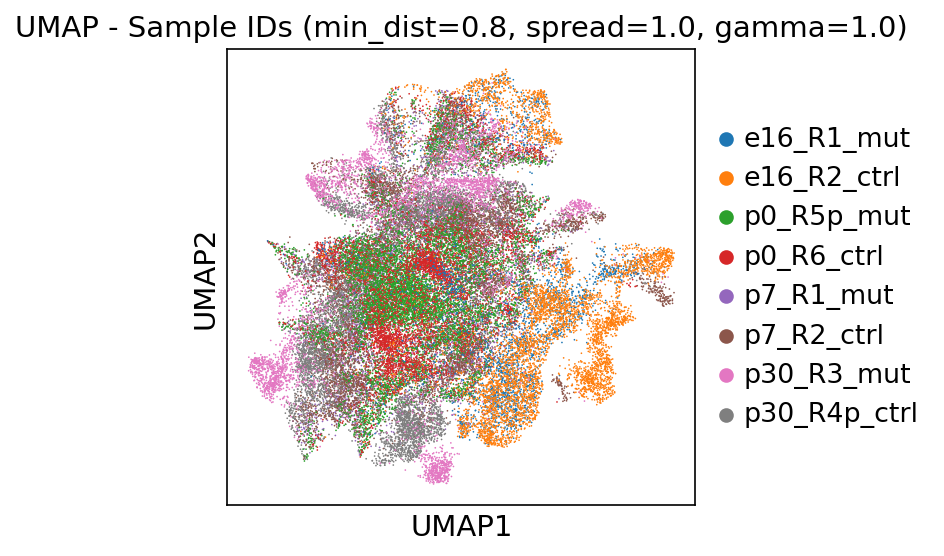 UMAP - Sample IDs (min_dist=0.8, spread=1.0, gamma=1.0)
e16_R1_mut
e16_R2_ctrl
p0_R5p_mut
p0_R6_ctrl
p7_R1_mut
p7_R2_ctrl
p30_R3_mut
p30_R4p_ctrl
UMAP2
UMAP1